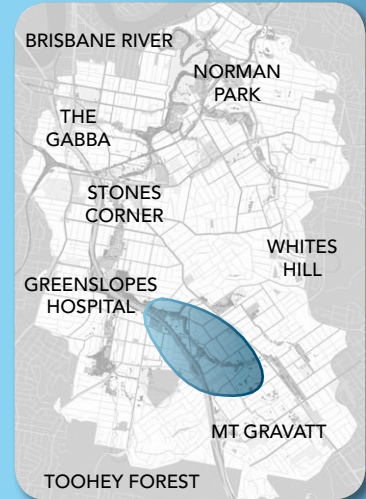 BRISBANE RIVER
NORMAN
PARK
THE
GABBA
STONES
CORNER
WHITES
HILL
GREENSLOPES
HOSPITAL
MT GRAVATT
TOOHEY FOREST